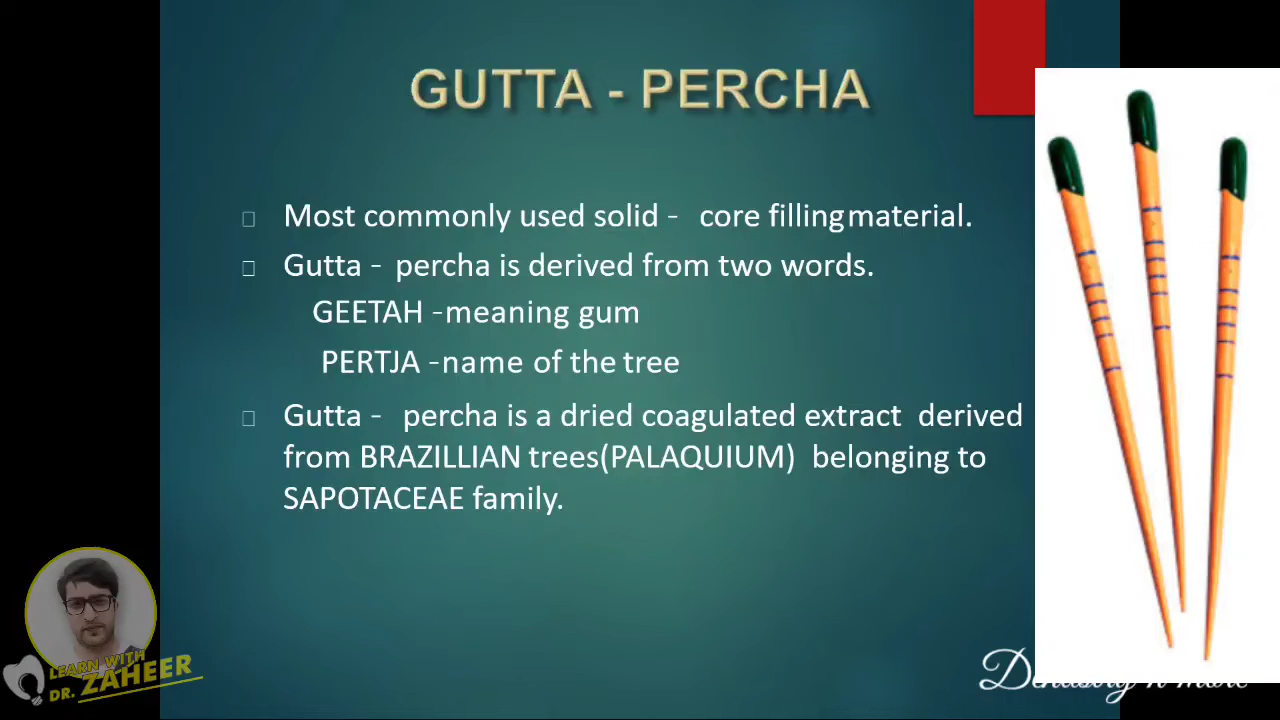 GUTTA - PERCHA
Most commonly used solid - core fillingmaterial.
Gutta - percha is derived from two words.
GEETAH -meaning gum
PERTJA -name of the tree
Gutta - percha is a dried coagulated extract derived
from BRAZILLIAN trees(PALAQUIUM) belonging to
SAPOTACEAE family.
LEARN WITH
DR. ZAHEER